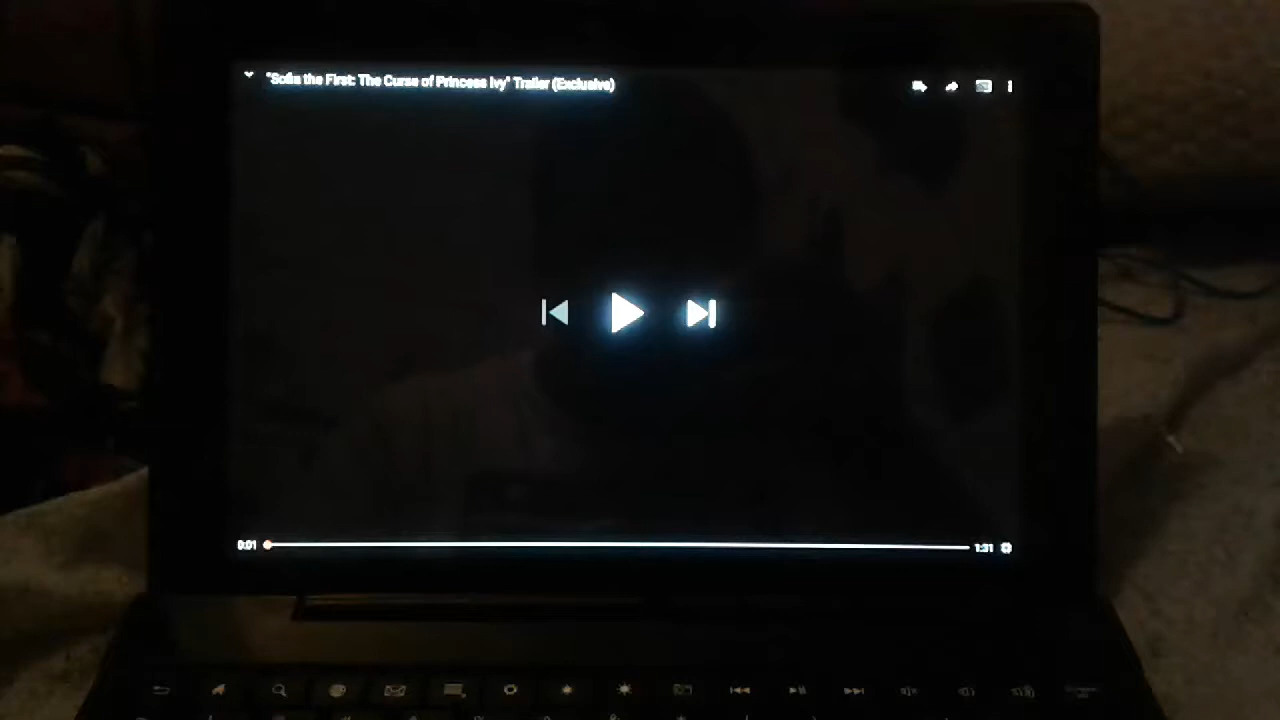 "Sofia the First: The Curse of Princess Ivy" Trailer (Exclusive)
0:01
1:31